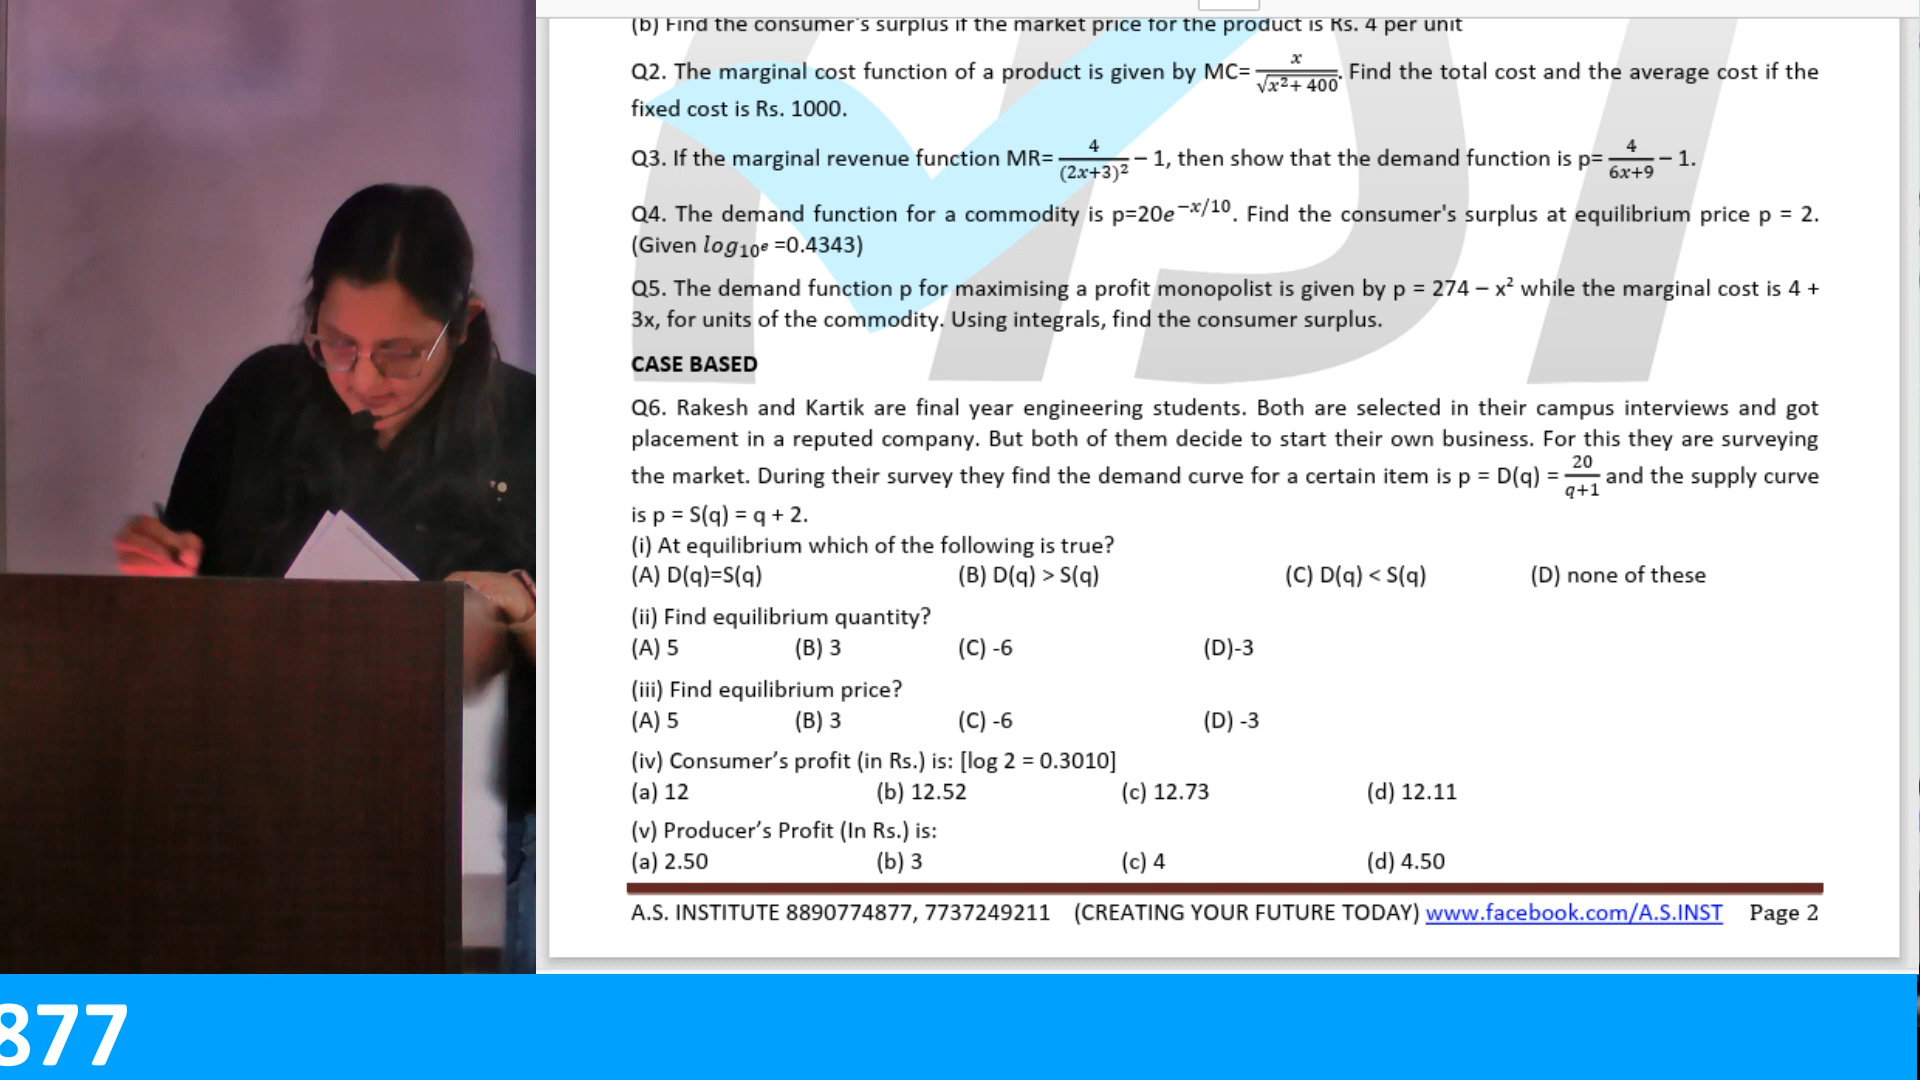 (b) Find the consumer's surplus if the market price for the product is Rs. 4 per unit
Q2. The marginal cost function of a product is given by MC= x/√x²+ 400. Find the total cost and the average cost if the
fixed cost is Rs. 1000.
Q3. If the marginal revenue function MR= 4/(2x+3)² − 1, then show that the demand function is p= 4/6x+9 − 1.
Q4. The demand function for a commodity is p=20e^−x/10. Find the consumer's surplus at equilibrium price p = 2.
(Given log₁₀e =0.4343)
Q5. The demand function p for maximising a profit monopolist is given by p = 274 – x² while the marginal cost is 4 +
3x, for units of the commodity. Using integrals, find the consumer surplus.
CASE BASED
Q6. Rakesh and Kartik are final year engineering students. Both are selected in their campus interviews and got
placement in a reputed company. But both of them decide to start their own business. For this they are surveying
the market. During their survey they find the demand curve for a certain item is p = D(q) = 20/q+1 and the supply curve
is p = S(q) = q + 2.
(i) At equilibrium which of the following is true?
(A) D(q)=S(q) (B) D(q) > S(q) (C) D(q) < S(q) (D) none of these
(ii) Find equilibrium quantity?
(A) 5 (B) 3 (C) -6 (D)-3
(iii) Find equilibrium price?
(A) 5 (B) 3 (C) -6 (D) -3
(iv) Consumer’s profit (in Rs.) is: [log 2 = 0.3010]
(a) 12 (b) 12.52 (c) 12.73 (d) 12.11
(v) Producer’s Profit (In Rs.) is:
(a) 2.50 (b) 3 (c) 4 (d) 4.50
A.S. INSTITUTE 8890774877, 7737249211 (CREATING YOUR FUTURE TODAY) www.facebook.com/A.S.INST Page 2
877